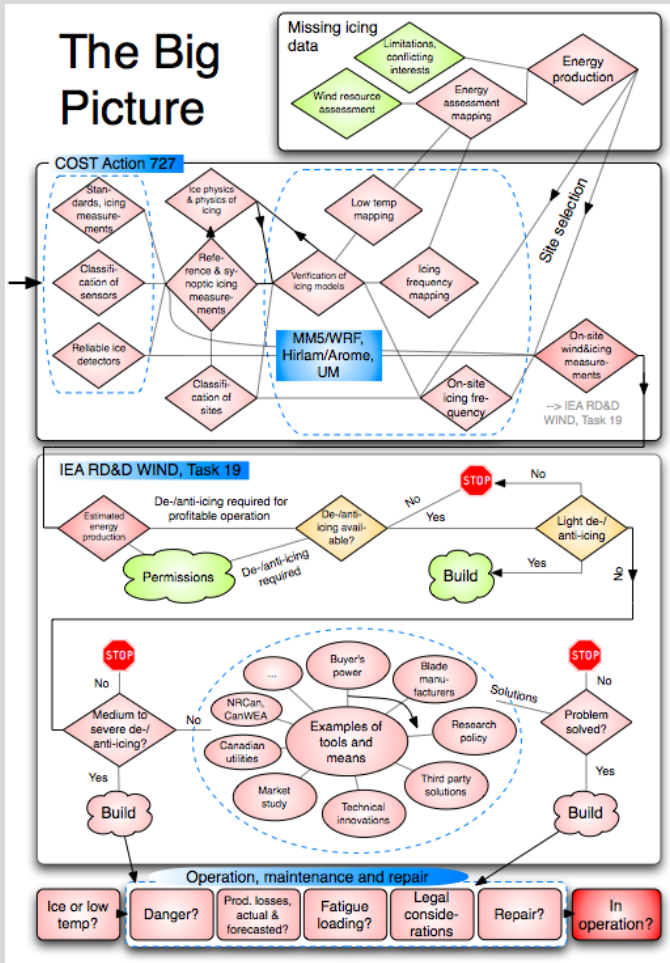 The Big
Picture
Missing icing
data
Limitations,
conflicting
interests
Energy
production
Wind resource
assessment
Energy
assessment
mapping
COST Action 727
Stan-
dards, icing
measure-
ments
Ice physics
& physics of
icing
Low temp
mapping
Site selection
Classifi-
cation of
sensors
Refe-
rence & sy-
noptic icing
measure-
ments
Verification of
icing models
Icing
frequency
mapping
Reliable ice
detectors
MM5/WRF,
Hirlam/Arome,
UM
On-site
wind&icing
measure-
ments
Classifi-
cation of
sites
On-site
icing fre-
quency
--> IEA RD&D
WIND, Task 19
IEA RD&D WIND, Task 19
Estimated
energy
production
De-/anti-icing required for
profitable operation
De-/anti-
icing avail-
able?
No
Yes
STOP
No
Light de-/
anti-icing
Yes
No
Permissions
De-/anti-icing
required
Build
STOP
No
Medium to
severe de-/
anti-icing?
No
Yes
Build
...
Buyer's
power
Blade
manu-
facturers
NRCan,
CanWEA
Examples of
tools and
means
Research
policy
Canadian
utilities
Third party
solutions
Market
study
Technical
innovations
Solutions
STOP
No
Problem
solved?
Yes
Build
Operation, maintenance and repair
Ice or low
temp?
Danger?
Prod. losses,
actual &
forecasted?
Fatigue
loading?
Legal
conside-
rations
Repair?
In
operation?